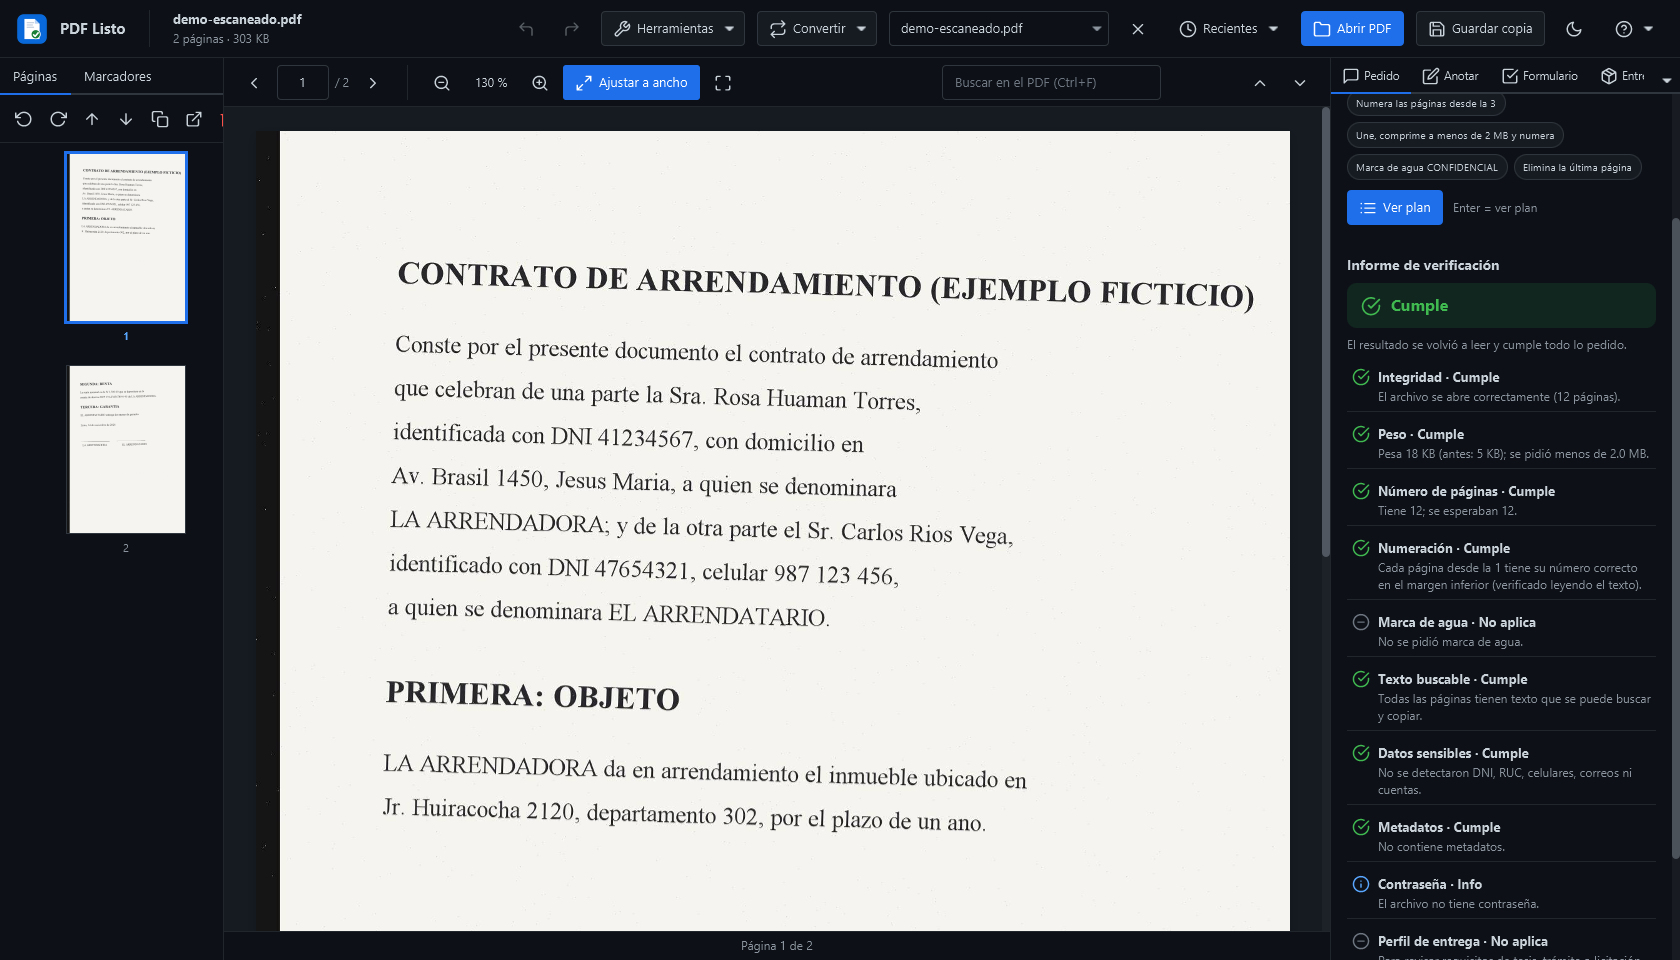 PDF Listo
demo-escaneado.pdf
2 páginas · 303 KB
Herramientas
Convertir
demo-escaneado.pdf
Recientes
Abrir PDF
Guardar copia
Páginas
Marcadores
1
/ 2
130 %
Ajustar a ancho
Buscar en el PDF (Ctrl+F)
Pedido
Anotar
Formulario
Entre
1
2
CONTRATO DE ARRENDAMIENTO (EJEMPLO FICTICIO)
Conste por el presente documento el contrato de arrendamiento
que celebran de una parte la Sra. Rosa Huaman Torres,
identificada con DNI 41234567, con domicilio en
Av. Brasil 1450, Jesus Maria, a quien se denominara
LA ARRENDADORA; y de la otra parte el Sr. Carlos Rios Vega,
identificado con DNI 47654321, celular 987 123 456,
a quien se denominara EL ARRENDATARIO.
PRIMERA: OBJETO
LA ARRENDADORA da en arrendamiento el inmueble ubicado en
Jr. Huiracocha 2120, departamento 302, por el plazo de un ano.
Página 1 de 2
Numera las páginas desde la 3
Une, comprime a menos de 2 MB y numera
Marca de agua CONFIDENCIAL
Elimina la última página
Ver plan
Enter = ver plan
Informe de verificación
Cumple
El resultado se volvió a leer y cumple todo lo pedido.
Integridad · Cumple
El archivo se abre correctamente (12 páginas).
Peso · Cumple
Pesa 18 KB (antes: 5 KB); se pidió menos de 2.0 MB.
Número de páginas · Cumple
Tiene 12; se esperaban 12.
Numeración · Cumple
Cada página desde la 1 tiene su número correcto
en el margen inferior (verificado leyendo el texto).
Marca de agua · No aplica
No se pidió marca de agua.
Texto buscable · Cumple
Todas las páginas tienen texto que se puede buscar
y copiar.
Datos sensibles · Cumple
No se detectaron DNI, RUC, celulares, correos ni
cuentas.
Metadatos · Cumple
No contiene metadatos.
Contraseña · Info
El archivo no tiene contraseña.
Perfil de entrega · No aplica